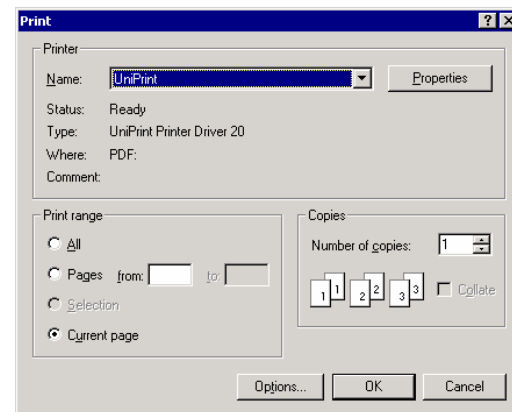 Print
Printer
Name: UniPrint Properties
Status: Ready
Type: UniPrint Printer Driver 20
Where: PDF:
Comment:
Print range
All
Pages from: to:
Selection
Current page
Copies
Number of copies: 1
1 1 2 2 3 3 Collate
Options... OK Cancel